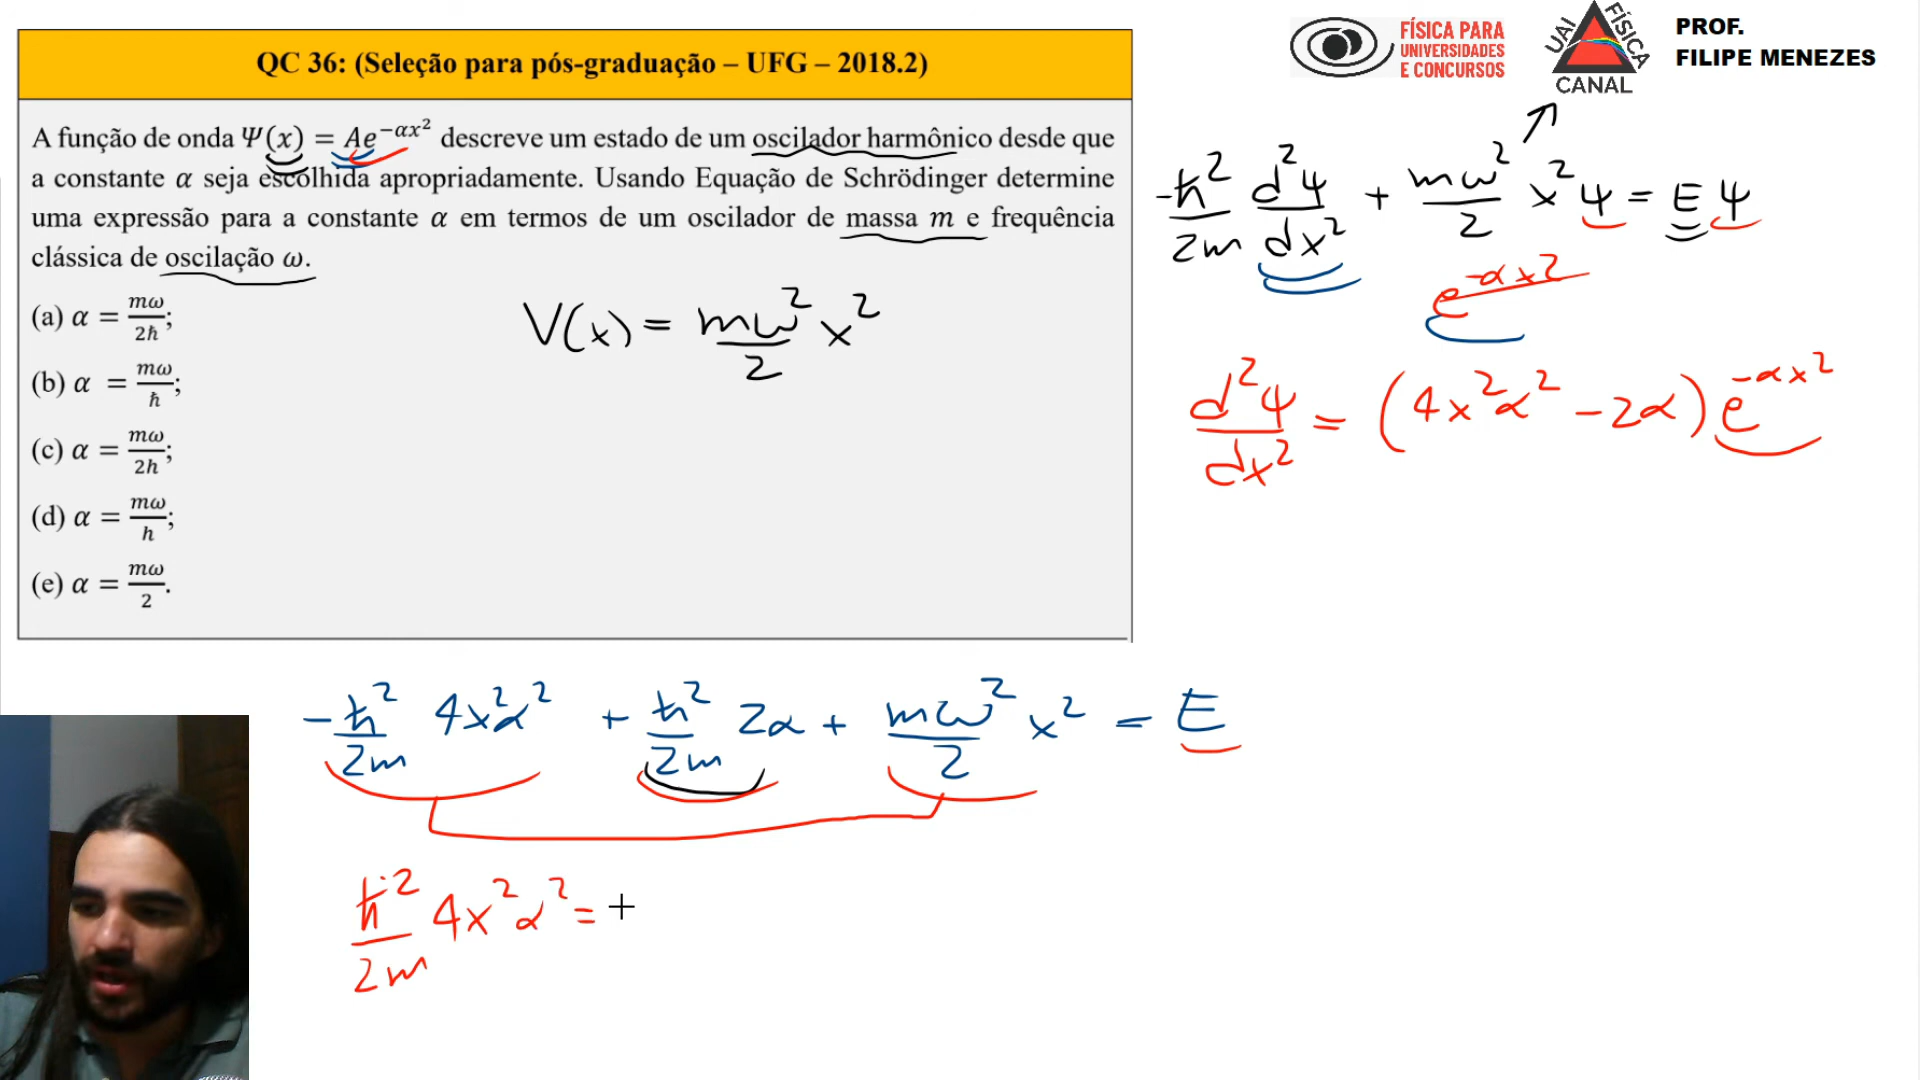 QC 36: (Seleção para pós-graduação – UFG – 2018.2)
A função de onda Ψ(x) = Ae^{-αx²} descreve um estado de um oscilador harmônico desde que
a constante α seja escolhida apropriadamente. Usando Equação de Schrödinger determine
uma expressão para a constante α em termos de um oscilador de massa m e frequência
clássica de oscilação ω.
(a) α = mω/2ħ;
(b) α = mω/ħ;
(c) α = mω/2h;
(d) α = mω/h;
(e) α = mω/2.
V(x) = mω²/2 x²
FÍSICA PARA
UNIVERSIDADES
E CONCURSOS
UAI FÍSICA
CANAL
PROF.
FILIPE MENEZES
-ħ²/2m d²Ψ/dx² + mω²/2 x² Ψ = E Ψ
e^{-αx²}
d²Ψ/dx² = (4x²α² - 2α) e^{-αx²}
-ħ²/2m 4x²α² + ħ²/2m 2α + mω²/2 x² = E
ħ²/2m 4x²α² =